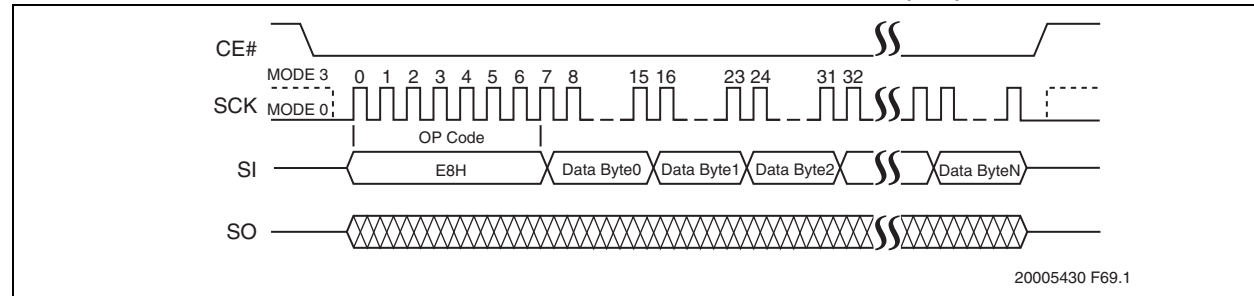 CE#
MODE 3
0 1 2 3 4 5 6 7 8 15 16 23 24 31 32
SCK MODE 0
OP Code
SI E8H Data Byte0 Data Byte1 Data Byte2 Data ByteN
SO
20005430 F69.1